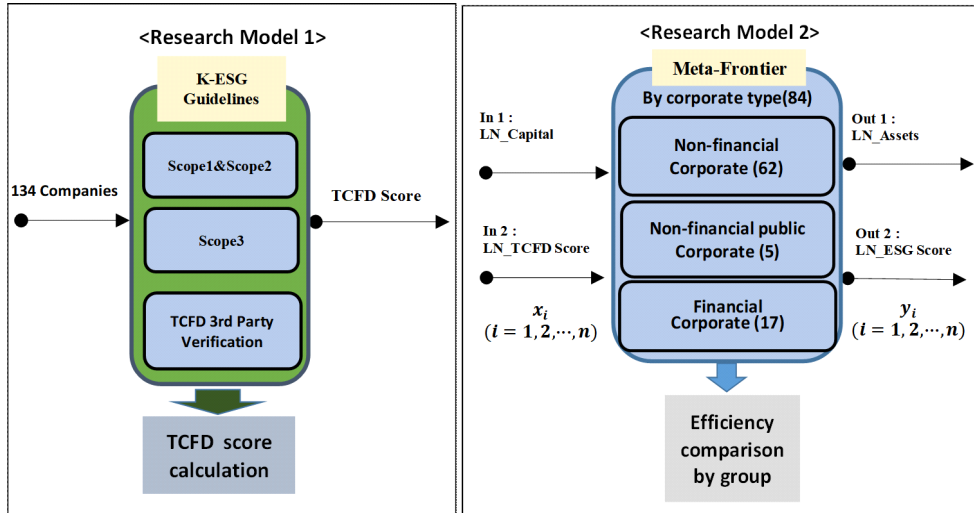 <Research Model 1>
K-ESG
Guidelines
Scope1&Scope2
134 Companies
TCFD Score
Scope3
TCFD 3rd Party
Verification
TCFD score
calculation
<Research Model 2>
Meta-Frontier
By corporate type(84)
In 1 :
LN_Capital
Out 1 :
LN_Assets
Non-financial
Corporate (62)
In 2 :
LN_TCFD Score
Non-financial public
Corporate (5)
Out 2 :
LN_ESG Score
Financial
Corporate (17)
x_i
(i = 1, 2, ⋯, n)
y_i
(i = 1, 2, ⋯, n)
Efficiency
comparison
by group